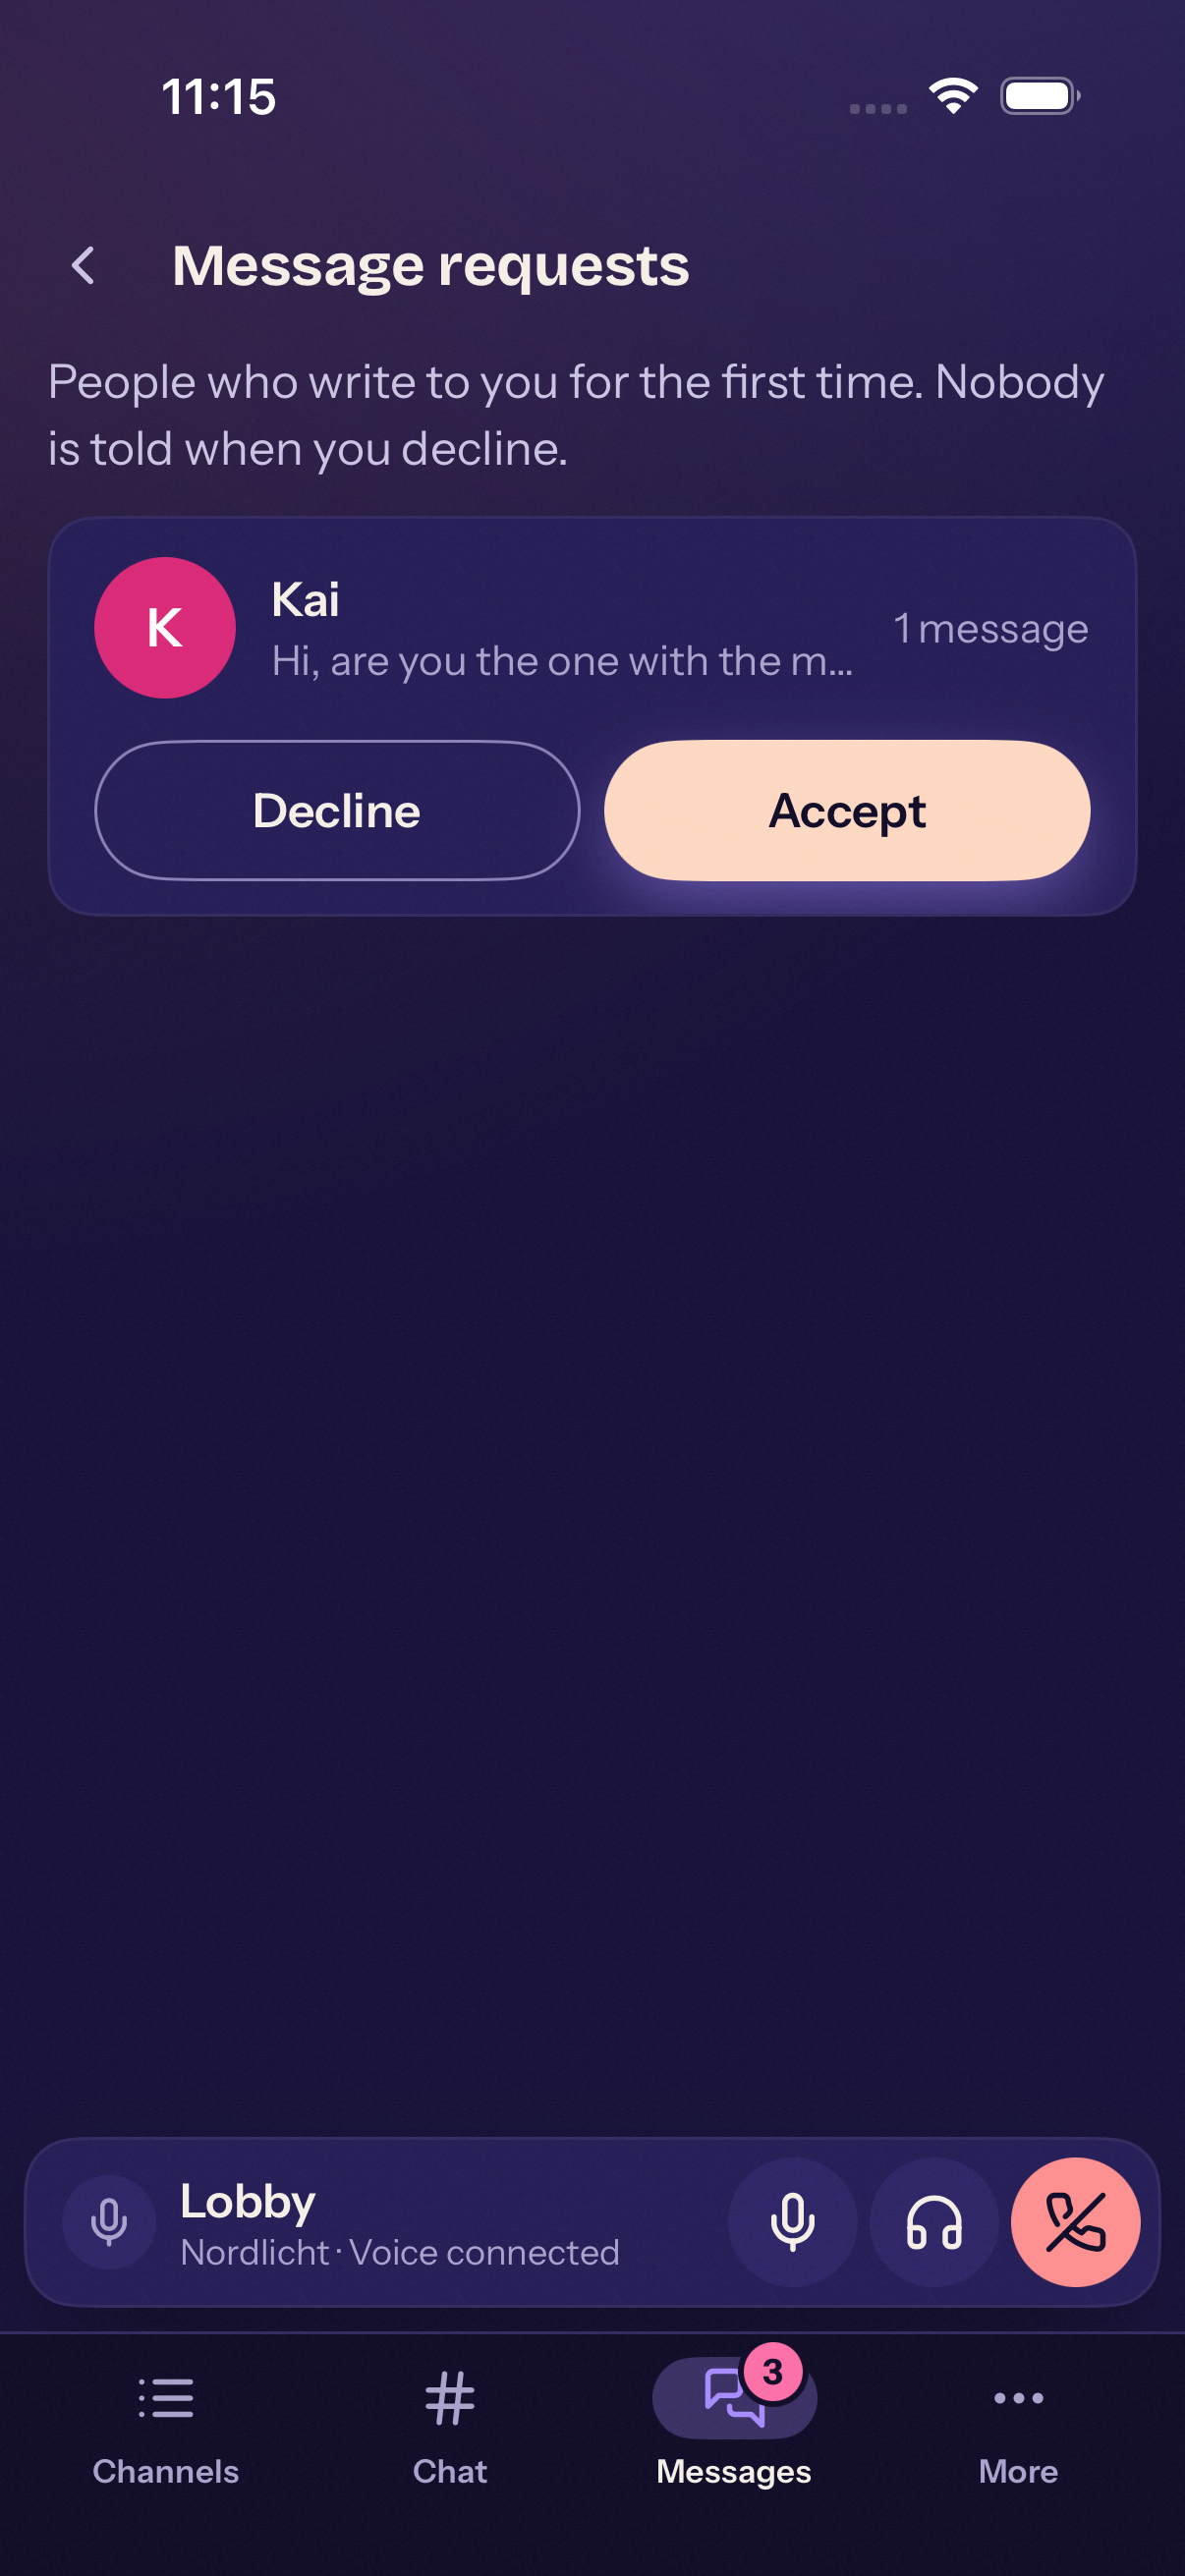 11:15
Message requests
People who write to you for the first time. Nobody
is told when you decline.
K
Kai
Hi, are you the one with the m...
1 message
Decline
Accept
Lobby
Nordlicht · Voice connected
3
Channels
Chat
Messages
More